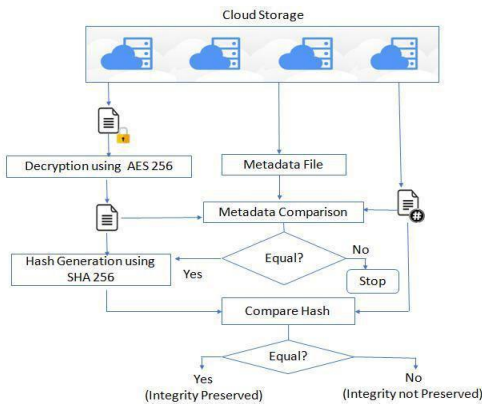 Cloud Storage
Decryption using AES 256
Metadata File
Metadata Comparison
#
Hash Generation using
SHA 256
Yes
Equal?
No
Stop
Compare Hash
Equal?
Yes
(Integrity Preserved)
No
(Integrity not Preserved)